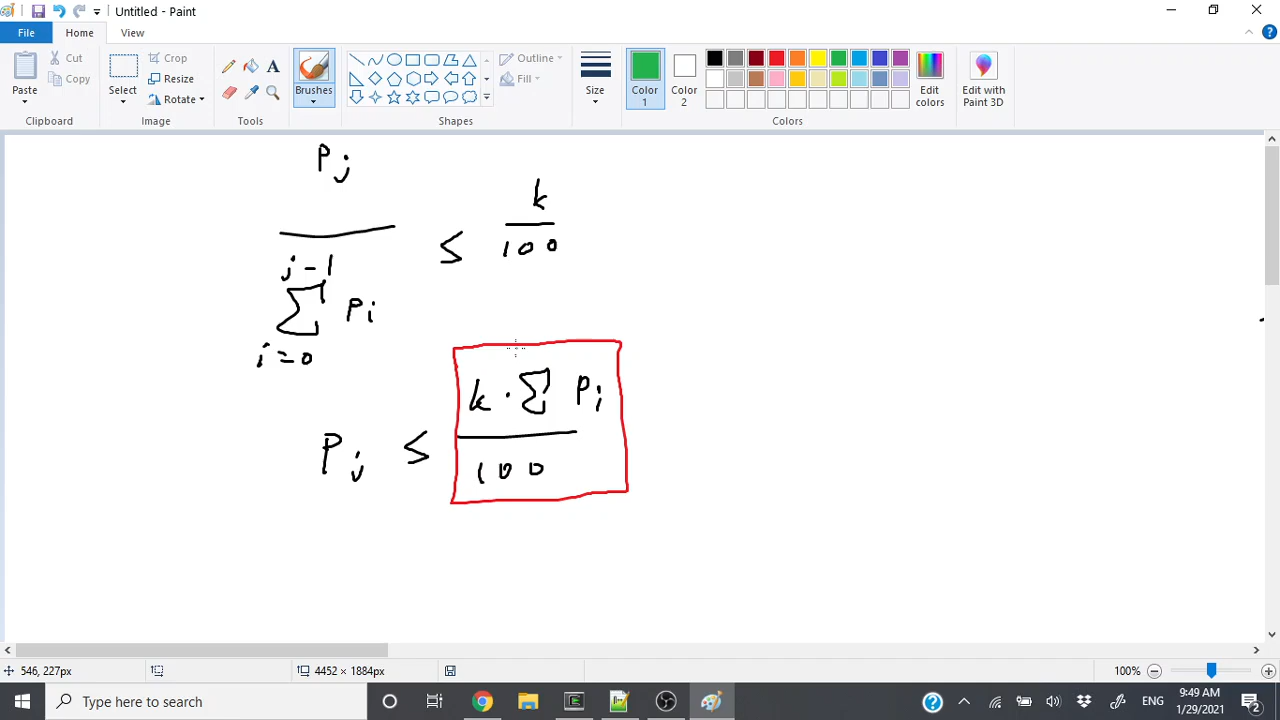 Untitled - Paint
File Home View
Paste Cut Copy Select Crop Resize Rotate A Brushes Outline Fill Size Color 1 Color 2 Edit colors Edit with Paint 3D
Clipboard Image Tools Shapes Colors
Pj
k
j-1 ≤ 100
∑ Pi
i=0
k · ∑ Pi
Pj ≤
100
546, 227px 4452 × 1884px 100%
Type here to search
ENG 9:49 AM 1/29/2021 2